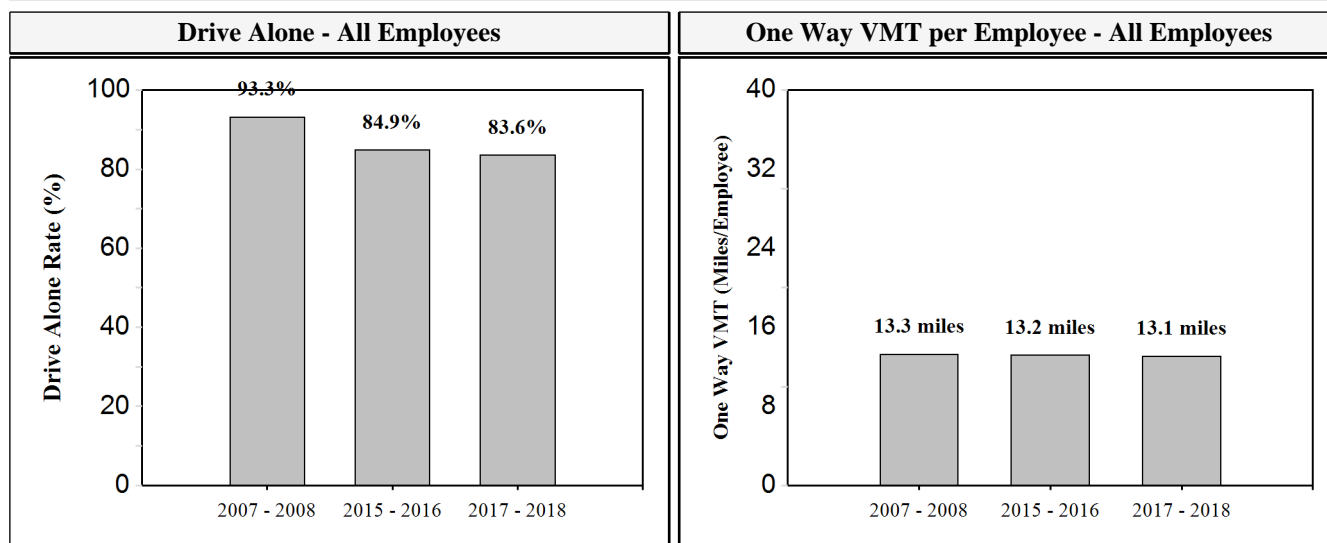 Drive Alone - All Employees
100
93.3%
84.9%
83.6%
80
60
40
20
0
Drive Alone Rate (%)
2007 - 2008
2015 - 2016
2017 - 2018
One Way VMT per Employee - All Employees
40
32
24
16
8
0
13.3 miles
13.2 miles
13.1 miles
One Way VMT (Miles/Employee)
2007 - 2008
2015 - 2016
2017 - 2018